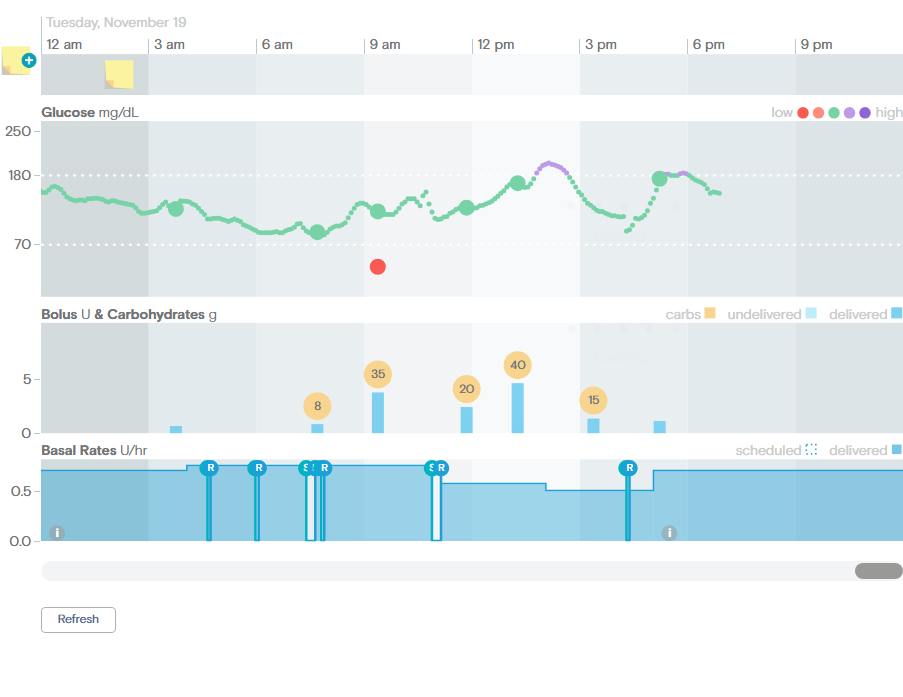 Tuesday, November 19
12 am 3 am 6 am 9 am 12 pm 3 pm 6 pm 9 pm
Glucose mg/dL low high
250
180
70
Bolus U & Carbohydrates g carbs undelivered delivered
5
0
8
35
20
40
15
Basal Rates U/hr scheduled delivered
R R S R S R R
0.5
0.0
i i
Refresh